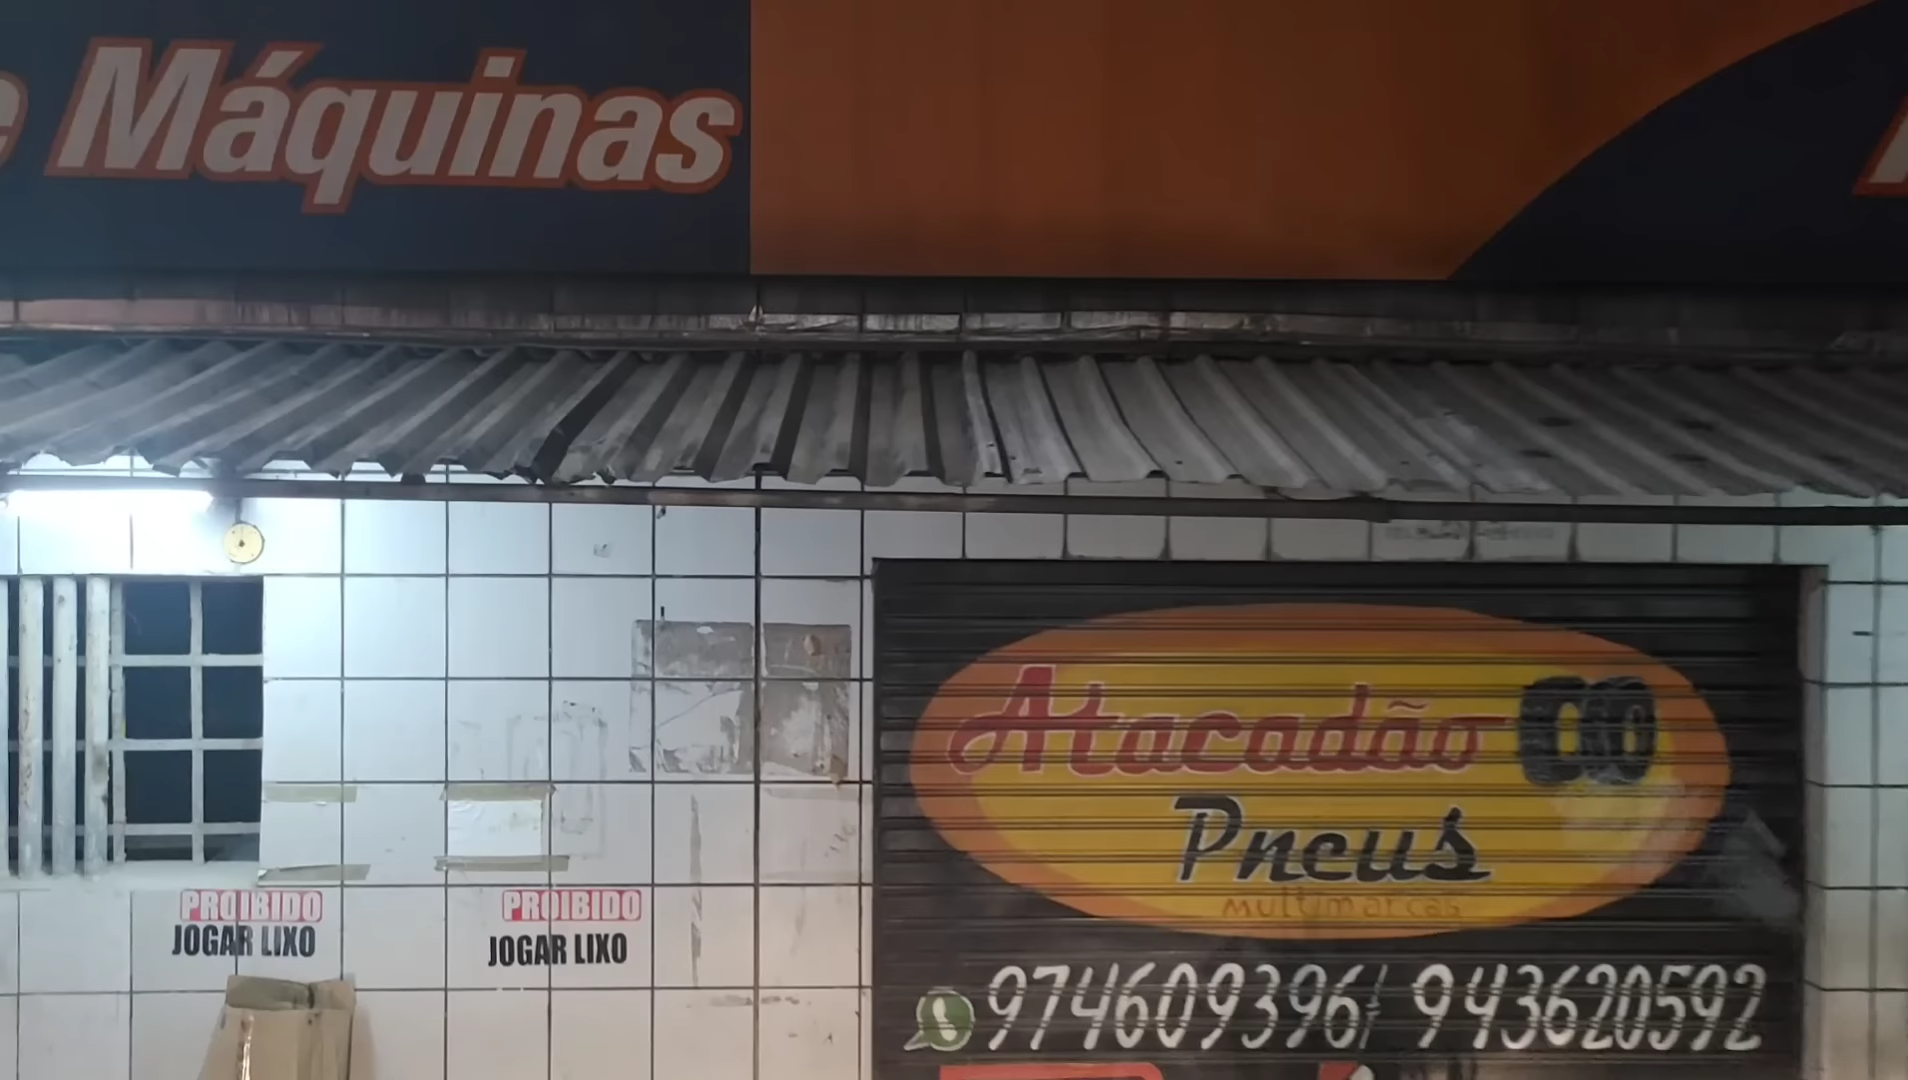 Máquinas
Atacadão
Pneus
Multimarcas
PROIBIDO
JOGAR LIXO
PROIBIDO
JOGAR LIXO
974609396/ 943620592